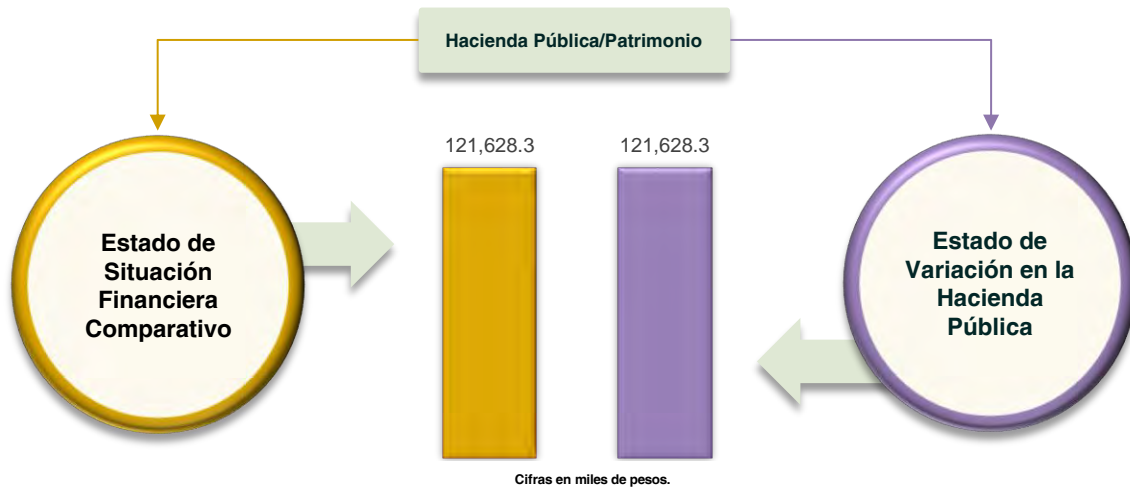 Hacienda Pública/Patrimonio
121,628.3
121,628.3
Estado de
Situación
Financiera
Comparativo
Estado de
Variación en la
Hacienda
Pública
Cifras en miles de pesos.